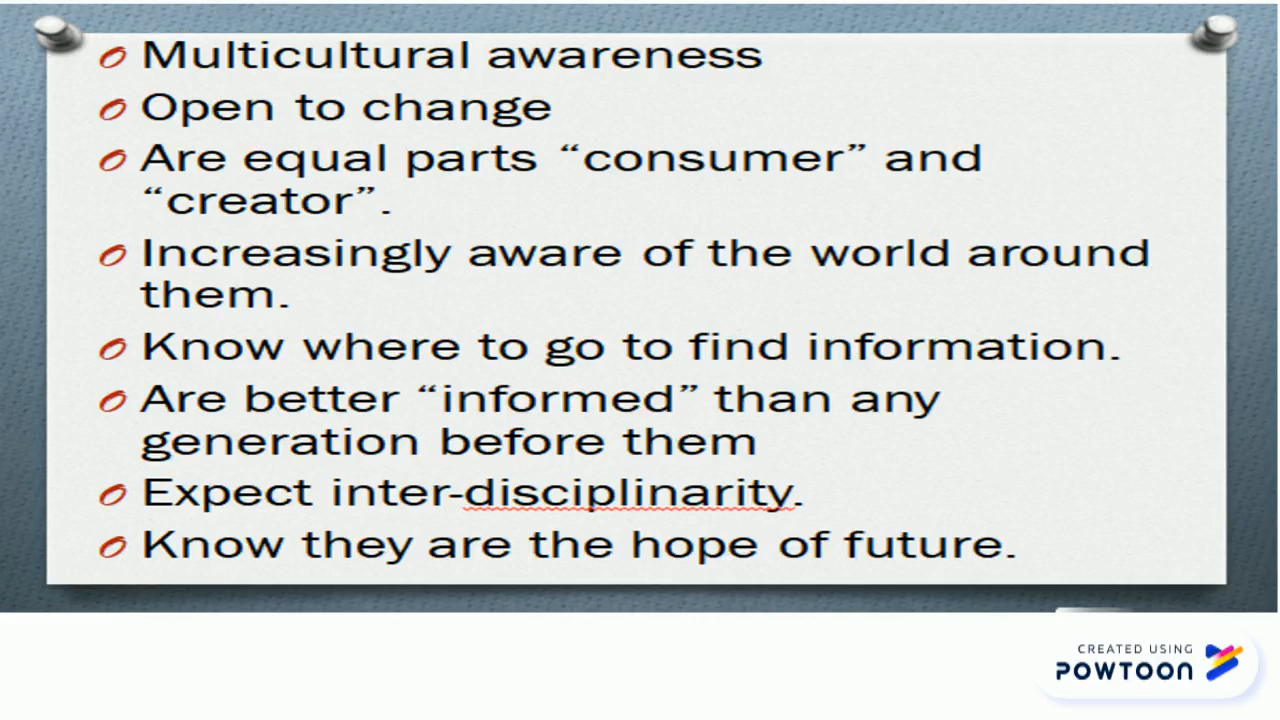 Multicultural awareness
Open to change
Are equal parts “consumer” and
“creator”.
Increasingly aware of the world around
them.
Know where to go to find information.
Are better “informed” than any
generation before them
Expect inter-disciplinarity.
Know they are the hope of future.
CREATED USING
POWTOON